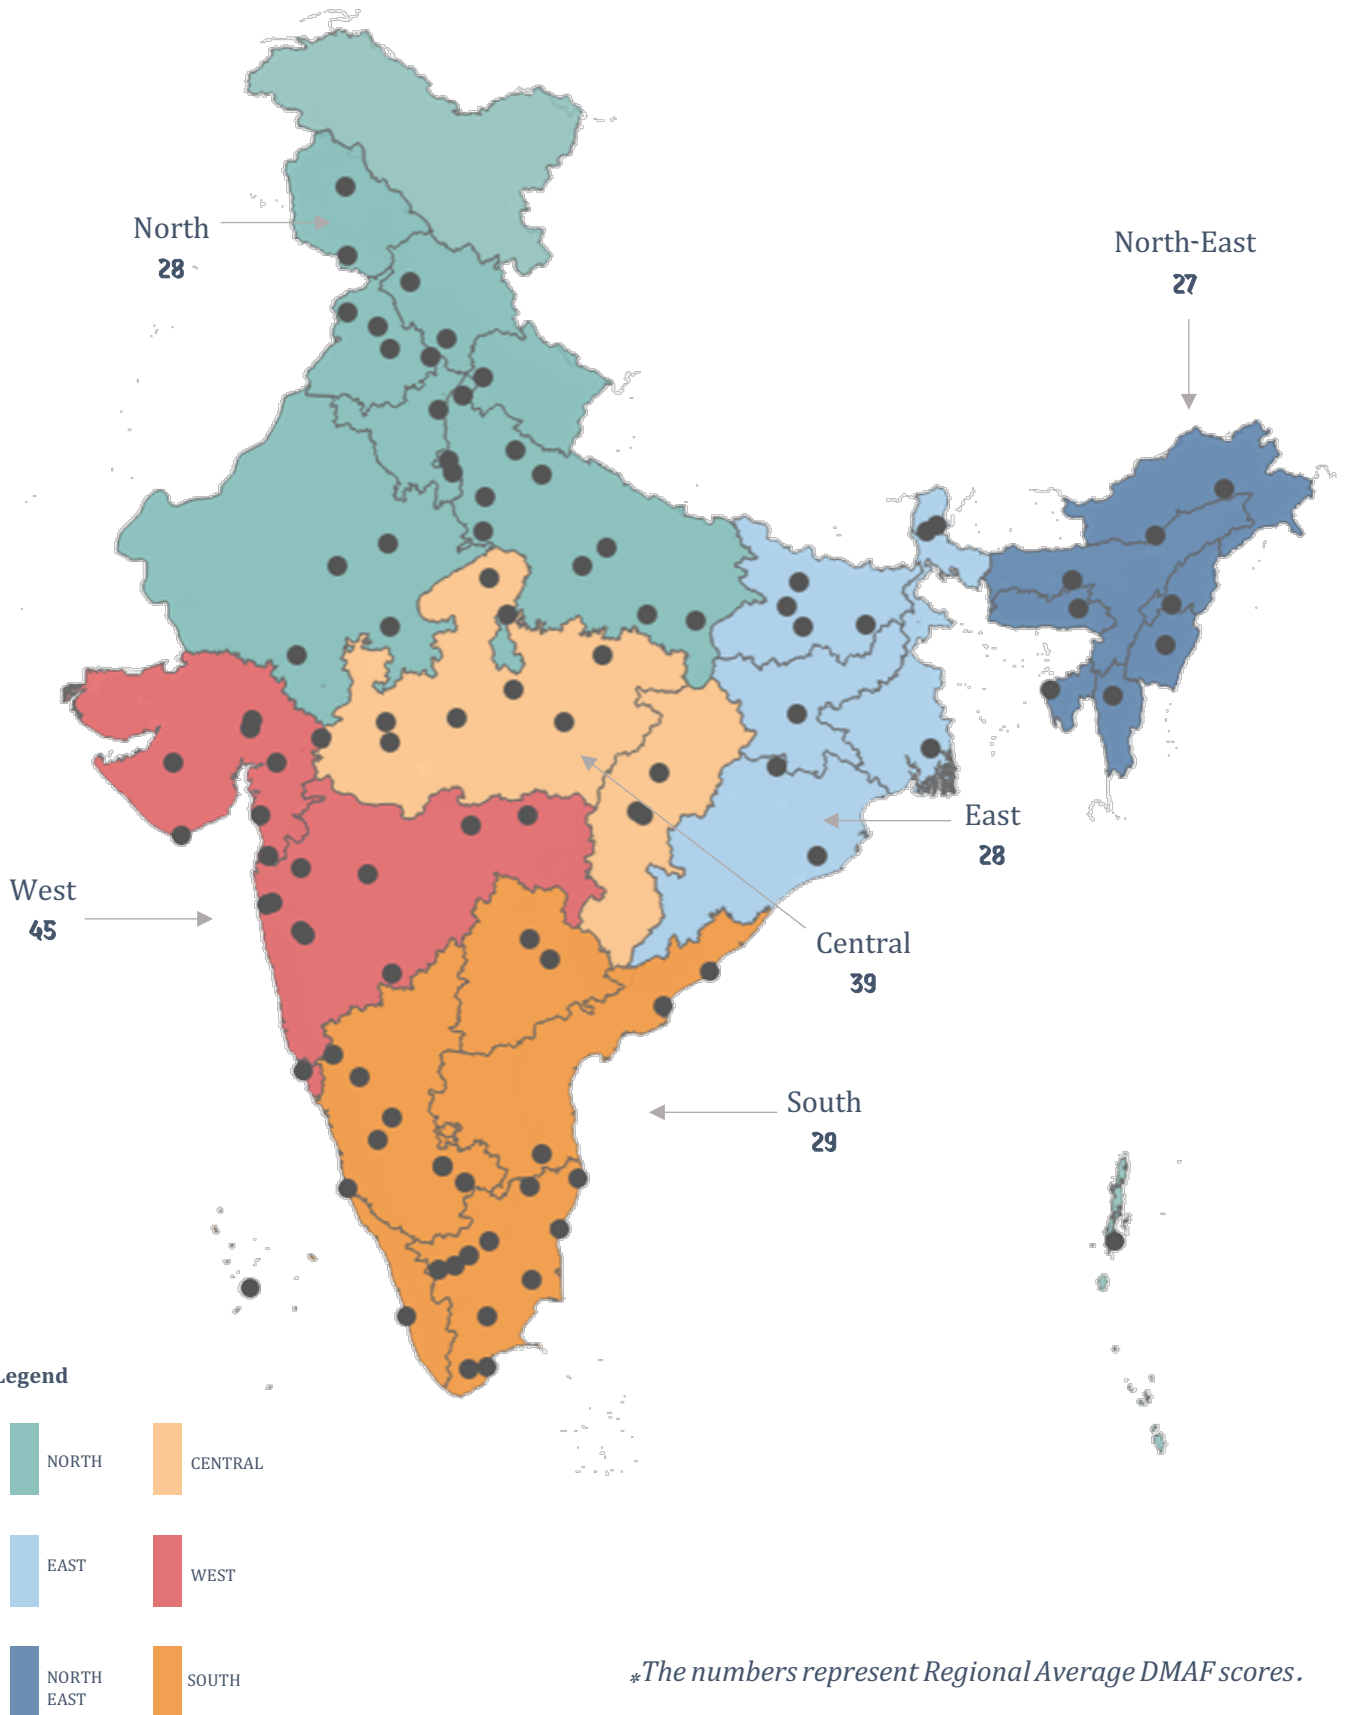 North
28
North-East
27
East
28
West
45
Central
39
South
29
Legend
NORTH
CENTRAL
EAST
WEST
NORTH
EAST
SOUTH
*The numbers represent Regional Average DMAF scores.